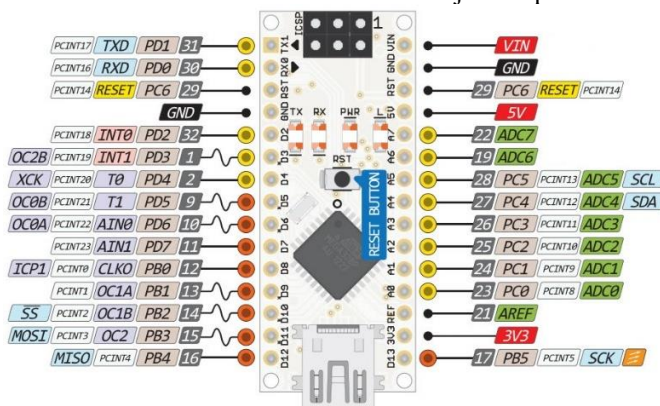 ICSP 1
PCINT17 TXD PD1 31 TX1 VIN VIN
PCINT16 RXD PD0 30 RX0 GND GND
PCINT14 RESET PC6 29 RST RST 29 PC6 RESET PCINT14
GND GND 5V 5V
TX RX PWR L
PCINT18 INT0 PD2 32 D2 A7 22 ADC7
OC2B PCINT19 INT1 PD3 1 D3 A6 19 ADC6
RST
XCK PCINT20 T0 PD4 2 D4 A5 28 PC5 PCINT13 ADC5 SCL
OC0B PCINT21 T1 PD5 9 D5 A4 27 PC4 PCINT12 ADC4 SDA
RESET BUTTON
OC0A PCINT22 AIN0 PD6 10 D6 A3 26 PC3 PCINT11 ADC3
PCINT23 AIN1 PD7 11 D7 A2 25 PC2 PCINT10 ADC2
ICP1 PCINT0 CLKO PB0 12 D8 A1 24 PC1 PCINT9 ADC1
PCINT1 OC1A PB1 13 D9 A0 23 PC0 PCINT8 ADC0
SS PCINT2 OC1B PB2 14 D10 REF 21 AREF
MOSI PCINT3 OC2 PB3 15 D11 3V3 3V3
MISO PCINT4 PB4 16 D12 D13 17 PB5 PCINT5 SCK